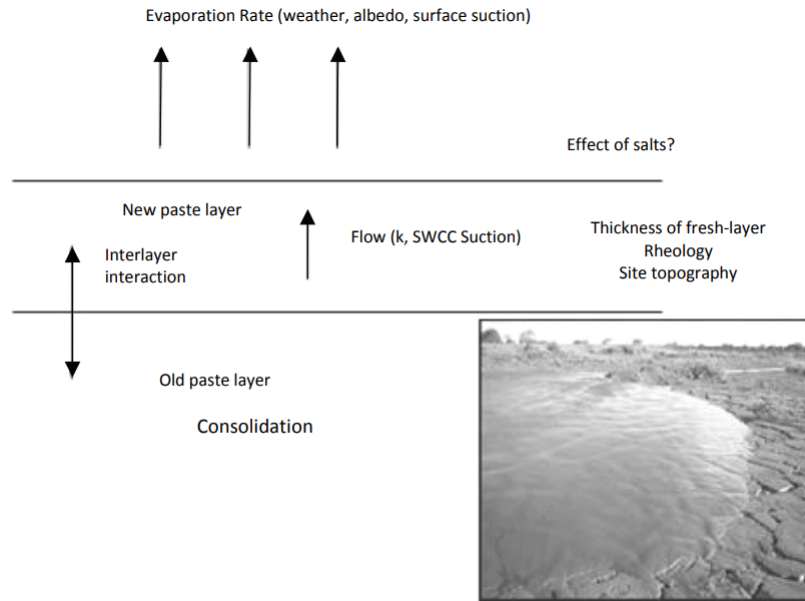 Evaporation Rate (weather, albedo, surface suction)
Effect of salts?
New paste layer
Flow (k, SWCC Suction)
Thickness of fresh-layer
Rheology
Site topography
Interlayer
interaction
Old paste layer
Consolidation